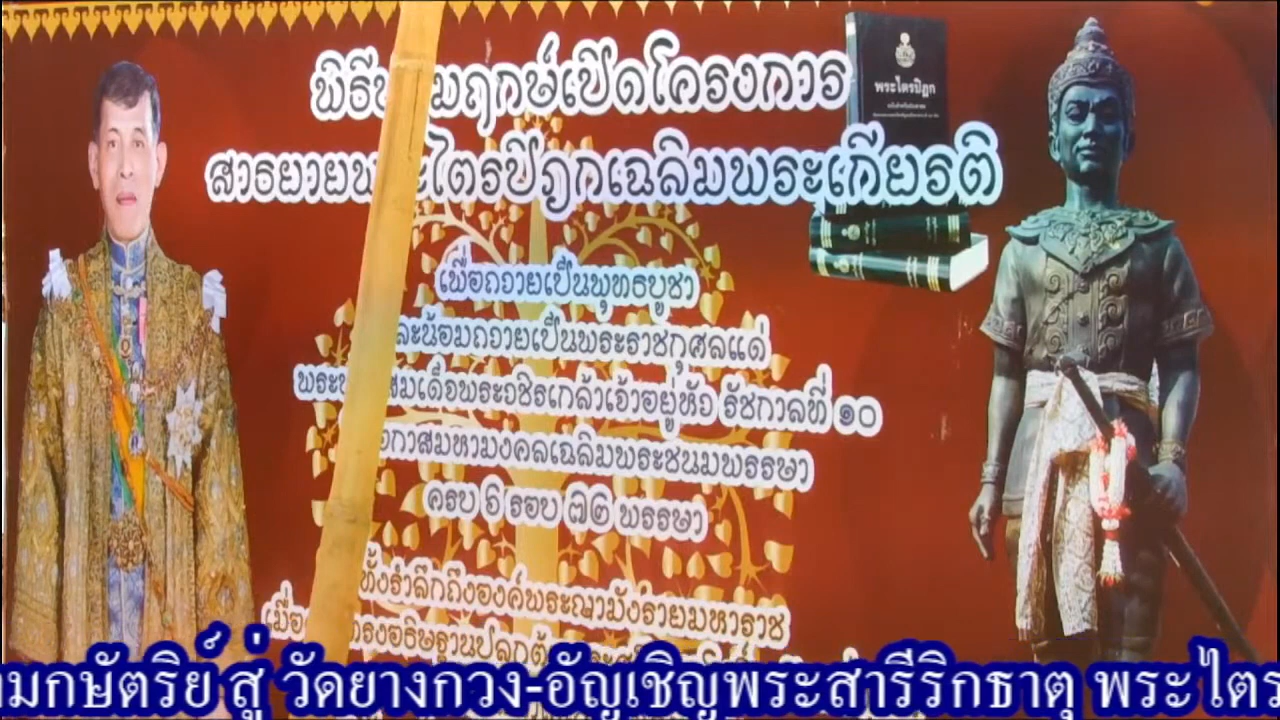 พระไตรปิฎก
เปิดโครงการ
ไตรปิฎกเฉลิมพระเกียรติ
เพื่อถวายเป็นพุทธบูชา
ละน้อมถวายเป็นพระราชกุศลแด่
สมเด็จพระวชิรเกล้าเจ้าอยู่หัว รัชกาลที่ ๑๐
โอกาสมหามงคลเฉลิมพระชนมพรรษา
ครบ ๖ รอบ ๗๒ พรรษา
ทั้งรำลึกถึงองค์พระญามังรายมหาราช
เมื่อ ทรงอธิษฐานปลูกต้
ามกษัตริย์ สู่ วัดยางกวง-อัญเชิญพระสารีริกธาตุ พระไตร